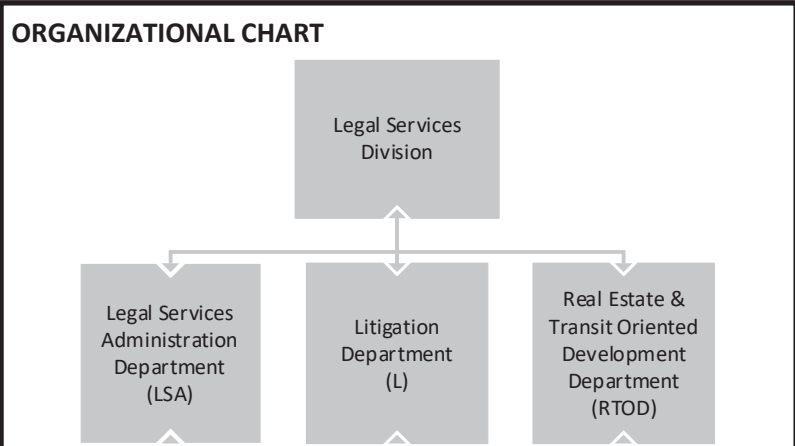 ORGANIZATIONAL CHART
Legal Services
Division
Legal Services
Administration
Department
(LSA)
Litigation
Department
(L)
Real Estate &
Transit Oriented
Development
Department
(RTOD)